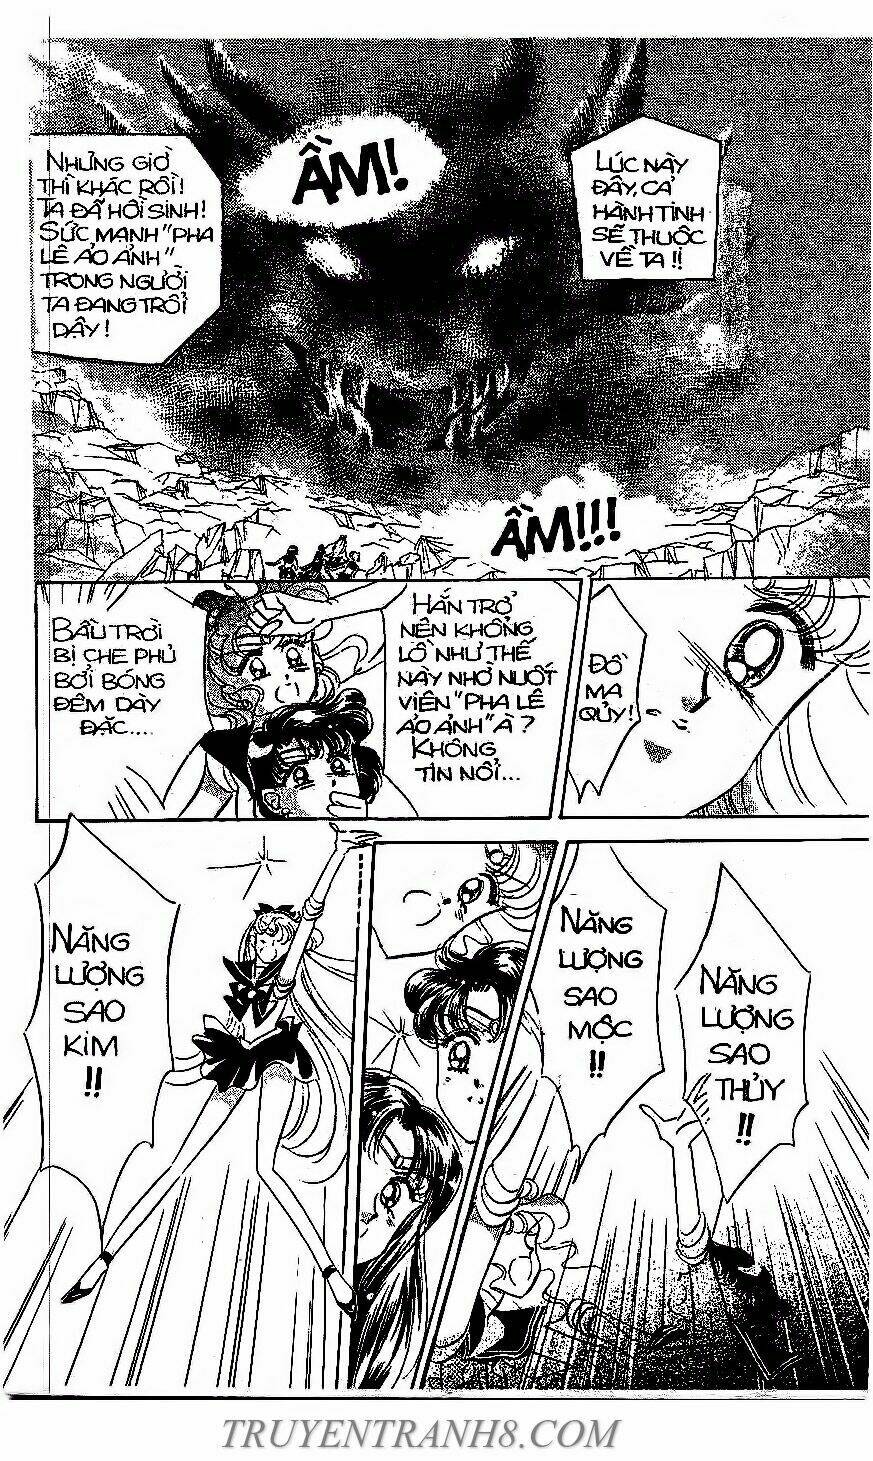 NHƯNG GIỜ
THÌ KHÁC RỒI!
TA ĐÃ HỒI SINH!
SỨC MẠNH "PHA
LÊ ẢO ẢNH"
TRONG NGƯỜI
TA ĐANG TRỔI
DẬY!
ẦM!
LÚC NÀY
ĐÂY, CẢ
HÀNH TINH
SẼ THUỘC
VỀ TA!!
ẦM!!!
BẦU TRỜI
BỊ CHE PHỦ
BỞI BÓNG
ĐÊM DÀY
ĐẶC....
HẮN TRỞ
NÊN KHỔNG
LỒ NHƯ THẾ
NÀY NHỜ NUỐT
VIÊN "PHA LÊ
ẢO ẢNH" À?
KHÔNG
TIN NỔI...
ĐỒ
MA
QỦY!
NĂNG
LƯỢNG
SAO
KIM
!!
NĂNG
LƯỢNG
SAO
MỘC
!!
NĂNG
LƯỢNG
SAO
THỦY
!!
TRUYENTRANH8.COM